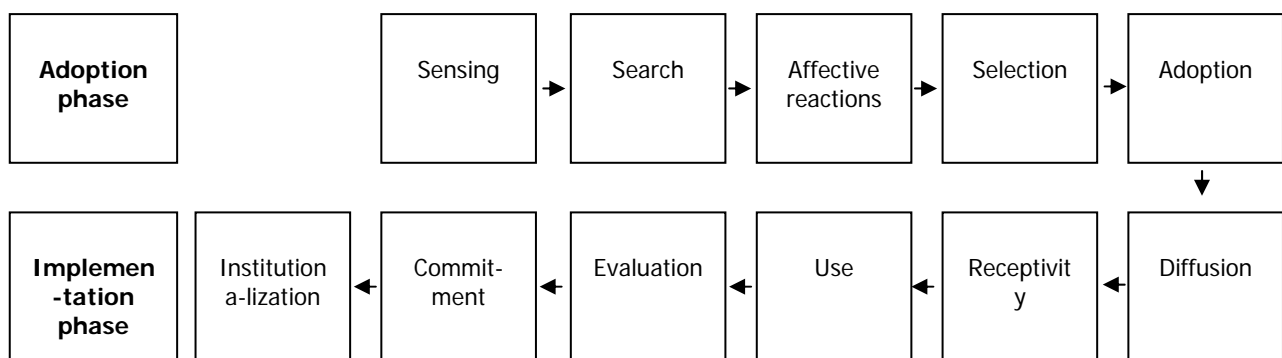 Adoption
phase
Sensing
Search
Affective
reactions
Selection
Adoption
Implemen
-tation
phase
Institution
a-lization
Commit-
ment
Evaluation
Use
Receptivit
y
Diffusion